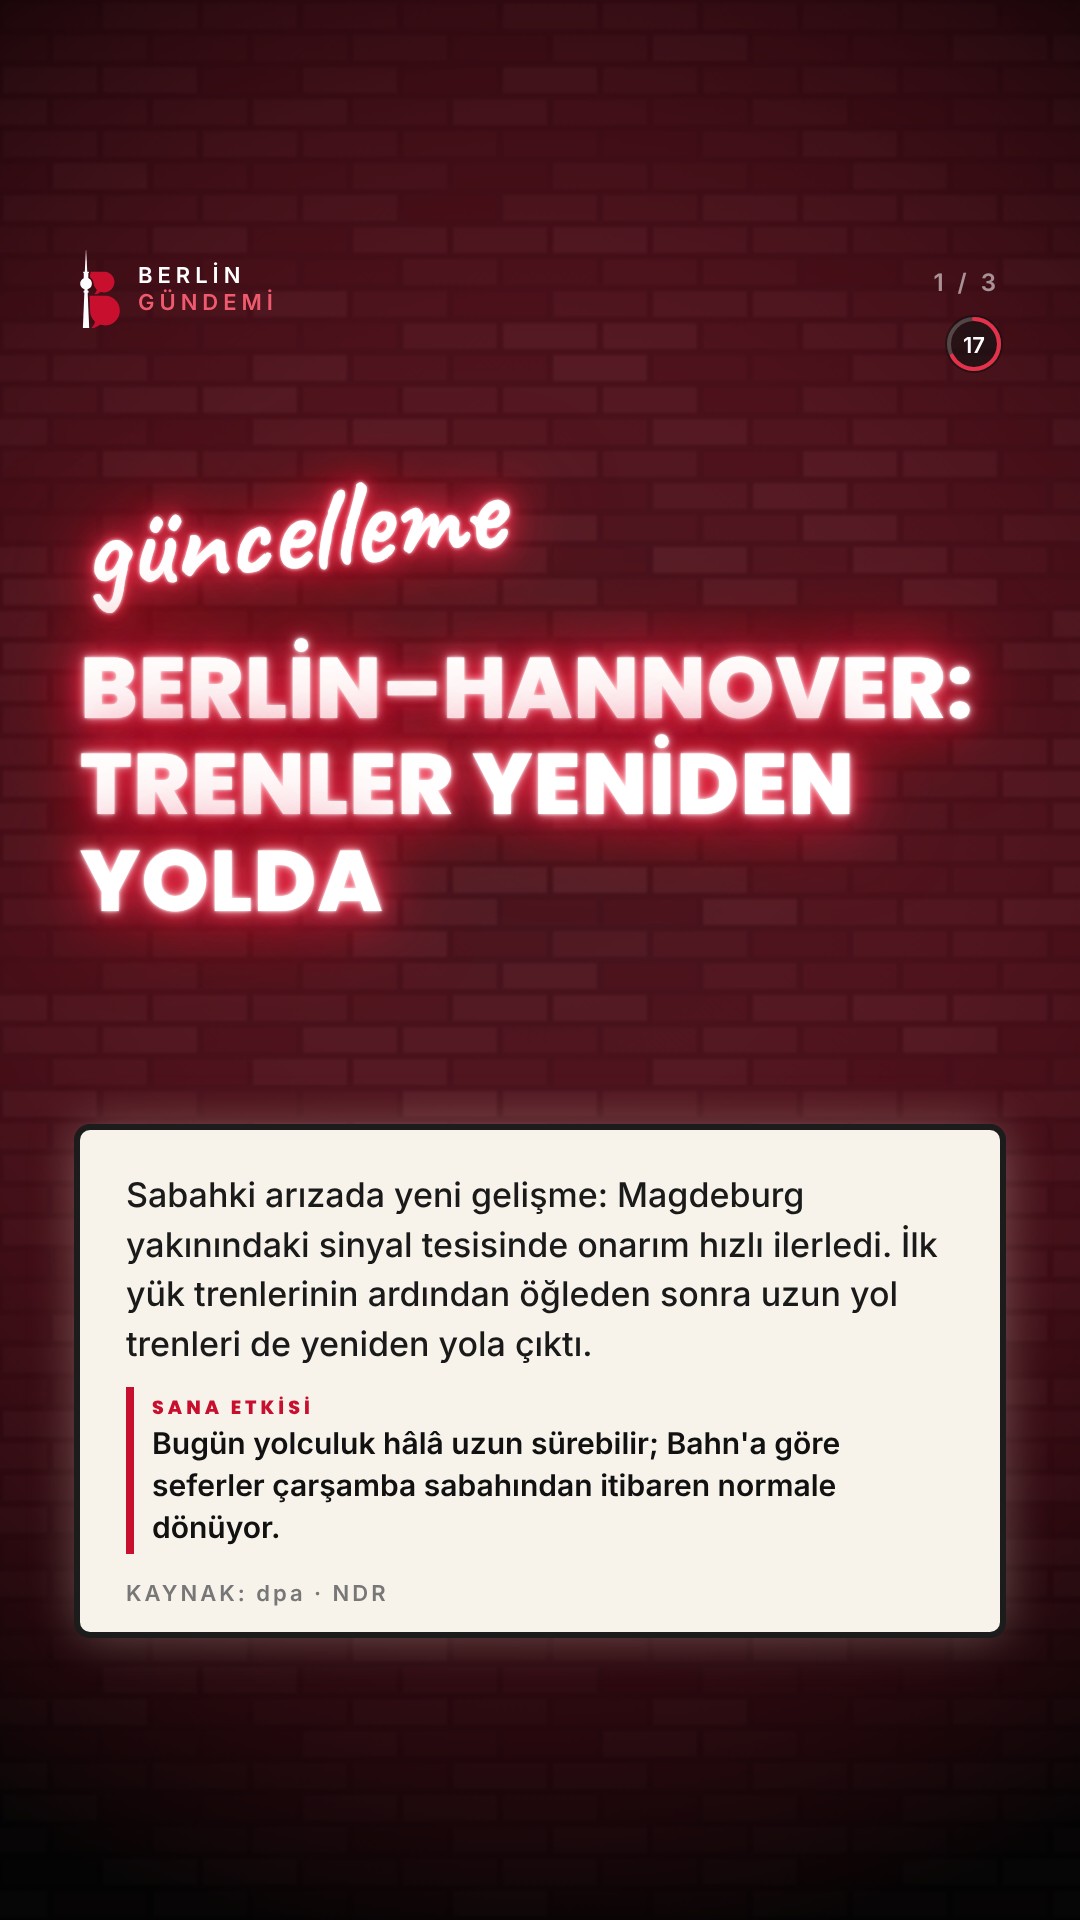 BERLİN
GÜNDEMİ
1 / 3
17
güncelleme
BERLİN–HANNOVER:
TRENLER YENİDEN
YOLDA
Sabahki arızada yeni gelişme: Magdeburg
yakınındaki sinyal tesisinde onarım hızlı ilerledi. İlk
yük trenlerinin ardından öğleden sonra uzun yol
trenleri de yeniden yola çıktı.
SANA ETKİSİ
Bugün yolculuk hâlâ uzun sürebilir; Bahn'a göre
seferler çarşamba sabahından itibaren normale
dönüyor.
KAYNAK: dpa · NDR